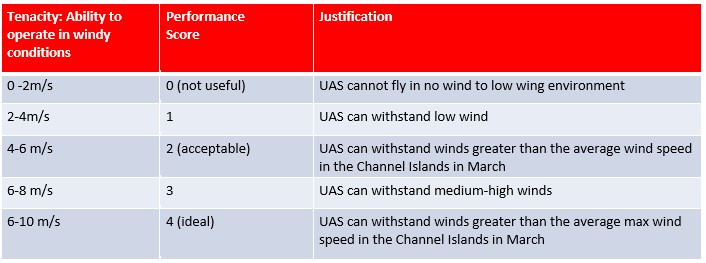 Tenacity: Ability to
operate in windy
conditions
Performance
Score
Justification
0 -2m/s
0 (not useful)
UAS cannot fly in no wind to low wing environment
2-4m/s
1
UAS can withstand low wind
4-6 m/s
2 (acceptable)
UAS can withstand winds greater than the average wind speed
in the Channel Islands in March
6-8 m/s
3
UAS can withstand medium-high winds
6-10 m/s
4 (ideal)
UAS can withstand winds greater than the average max wind
speed in the Channel Islands in March